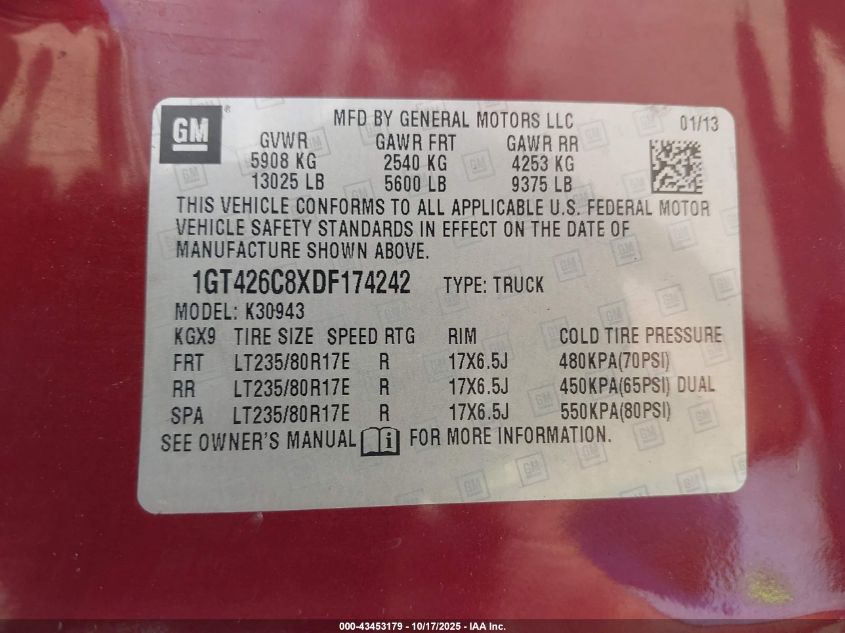 GM
MFD BY GENERAL MOTORS LLC 01/13
GVWR GAWR FRT GAWR RR
5908 KG 2540 KG 4253 KG
13025 LB 5600 LB 9375 LB
THIS VEHICLE CONFORMS TO ALL APPLICABLE U.S. FEDERAL MOTOR
VEHICLE SAFETY STANDARDS IN EFFECT ON THE DATE OF
MANUFACTURE SHOWN ABOVE.
1GT426C8XDF174242 TYPE: TRUCK
MODEL: K30943
KGX9 TIRE SIZE SPEED RTG RIM COLD TIRE PRESSURE
FRT LT235/80R17E R 17X6.5J 480KPA(70PSI)
RR LT235/80R17E R 17X6.5J 450KPA(65PSI) DUAL
SPA LT235/80R17E R 17X6.5J 550KPA(80PSI)
SEE OWNER'S MANUAL FOR MORE INFORMATION.
000-43453179 - 10/17/2025 - IAA Inc.